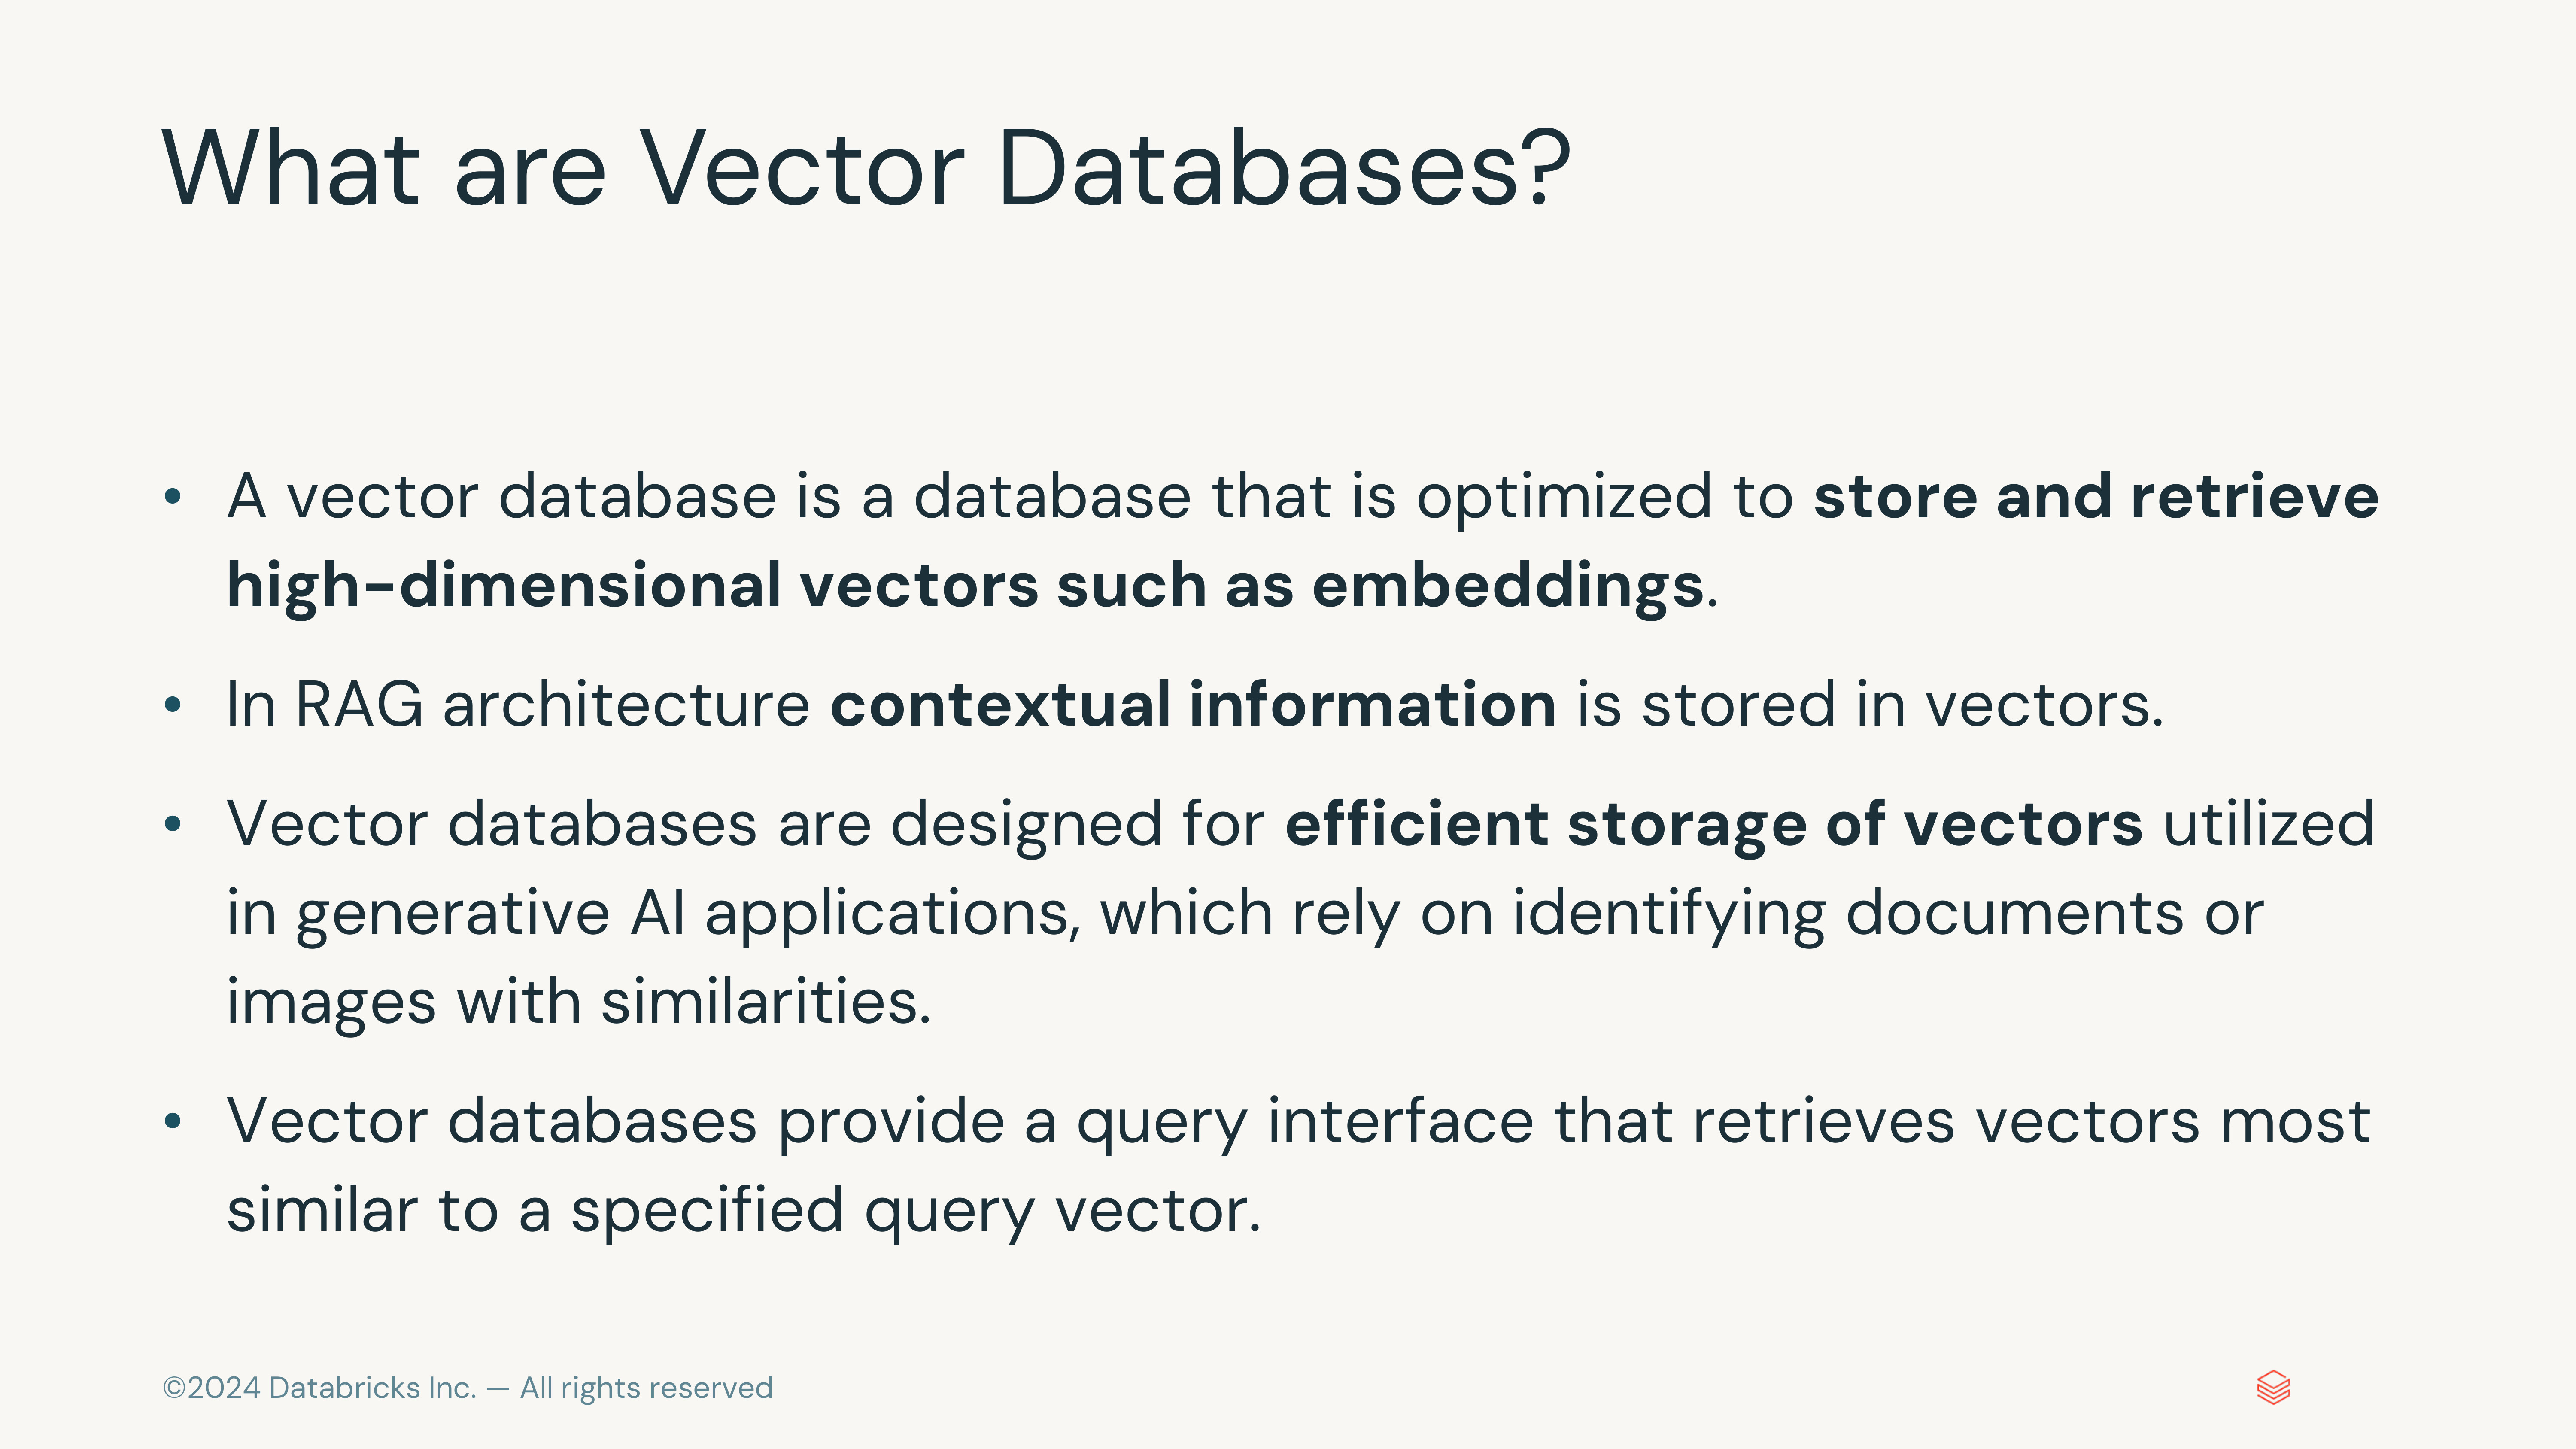 What are Vector Databases?
• A vector database is a database that is optimized to store and retrieve
high-dimensional vectors such as embeddings.
• In RAG architecture contextual information is stored in vectors.
• Vector databases are designed for efficient storage of vectors utilized
in generative AI applications, which rely on identifying documents or
images with similarities.
• Vector databases provide a query interface that retrieves vectors most
similar to a specified query vector.
©2024 Databricks Inc. — All rights reserved